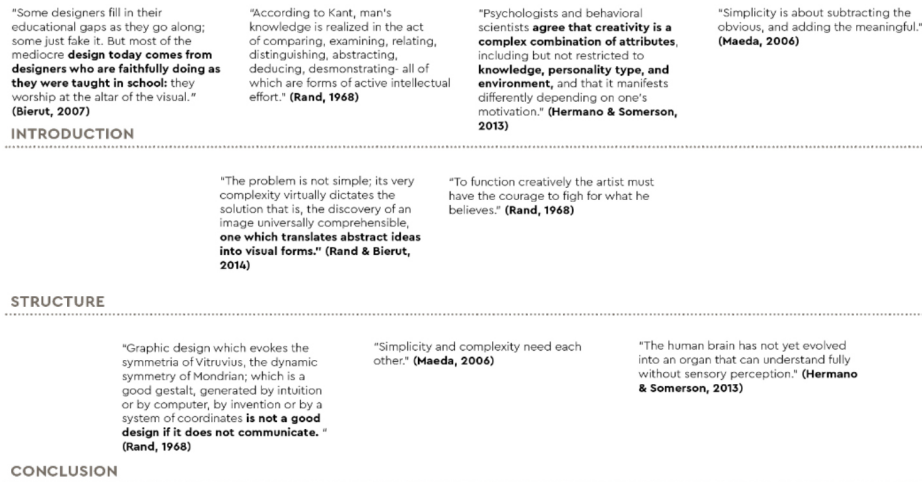 "Some designers fill in their
educational gaps as they go along;
some just fake it. But most of the
mediocre design today comes from
designers who are faithfully doing as
they were taught in school: they
worship at the altar of the visual."
(Bierut, 2007)
"According to Kant, man's
knowledge is realized in the act
of comparing, examining, relating,
distinguishing, abstracting,
deducing, desmonstrating- all of
which are forms of active intellectual
effort." (Rand, 1968)
"Psychologists and behavioral
scientists agree that creativity is a
complex combination of attributes,
including but not restricted to
knowledge, personality type, and
environment, and that it manifests
differently depending on one's
motivation." (Hermano & Somerson,
2013)
"Simplicity is about subtracting the
obvious, and adding the meaningful."
(Maeda, 2006)
INTRODUCTION
"The problem is not simple; its very
complexity virtually dictates the
solution that is, the discovery of an
image universally comprehensible,
one which translates abstract ideas
into visual forms." (Rand & Bierut,
2014)
"To function creatively the artist must
have the courage to figh for what he
believes." (Rand, 1968)
STRUCTURE
"Graphic design which evokes the
symmetria of Vitruvius, the dynamic
symmetry of Mondrian; which is a
good gestalt, generated by intuition
or by computer, by invention or by a
system of coordinates is not a good
design if it does not communicate. "
(Rand, 1968)
"Simplicity and complexity need each
other." (Maeda, 2006)
"The human brain has not yet evolved
into an organ that can understand fully
without sensory perception." (Hermano
& Somerson, 2013)
CONCLUSION